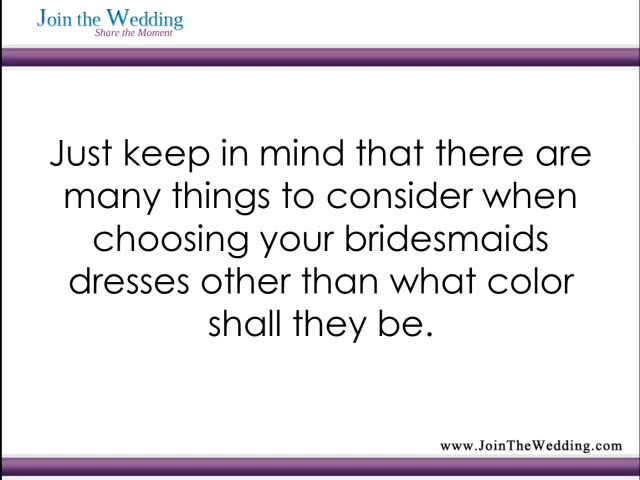 Join the Wedding
Share the Moment
Just keep in mind that there are
many things to consider when
choosing your bridesmaids
dresses other than what color
shall they be.
www.JoinTheWedding.com